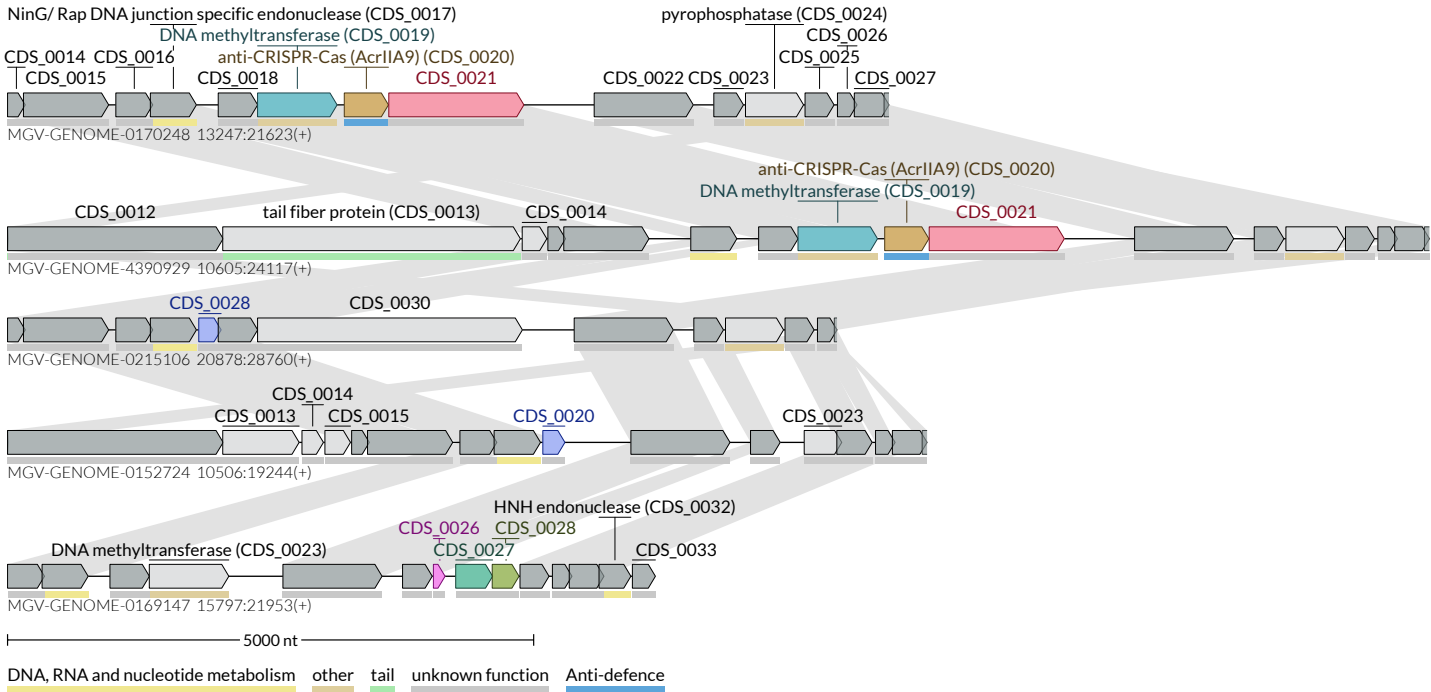 NinG/ Rap DNA junction specific endonuclease (CDS_0017) pyrophosphatase (CDS_0024)
DNA methyltransferase (CDS_0019) CDS_0026
CDS_0014 CDS_0016 anti-CRISPR-Cas (AcrIIA9) (CDS_0020) CDS_0025
CDS_0015 CDS_0018 CDS_0021 CDS_0022 CDS_0023 CDS_0027
MGV-GENOME-0170248 13247:21623(+)
anti-CRISPR-Cas (AcrIIA9) (CDS_0020)
DNA methyltransferase (CDS_0019)
CDS_0012 tail fiber protein (CDS_0013) CDS_0014 CDS_0021
MGV-GENOME-4390929 10605:24117(+)
CDS_0028 CDS_0030
MGV-GENOME-0215106 20878:28760(+)
CDS_0014
CDS_0013 CDS_0015 CDS_0020 CDS_0023
MGV-GENOME-0152724 10506:19244(+)
HNH endonuclease (CDS_0032)
CDS_0026 CDS_0028
DNA methyltransferase (CDS_0023) CDS_0027 CDS_0033
MGV-GENOME-0169147 15797:21953(+)
5000 nt
DNA, RNA and nucleotide metabolism other tail unknown function Anti-defence